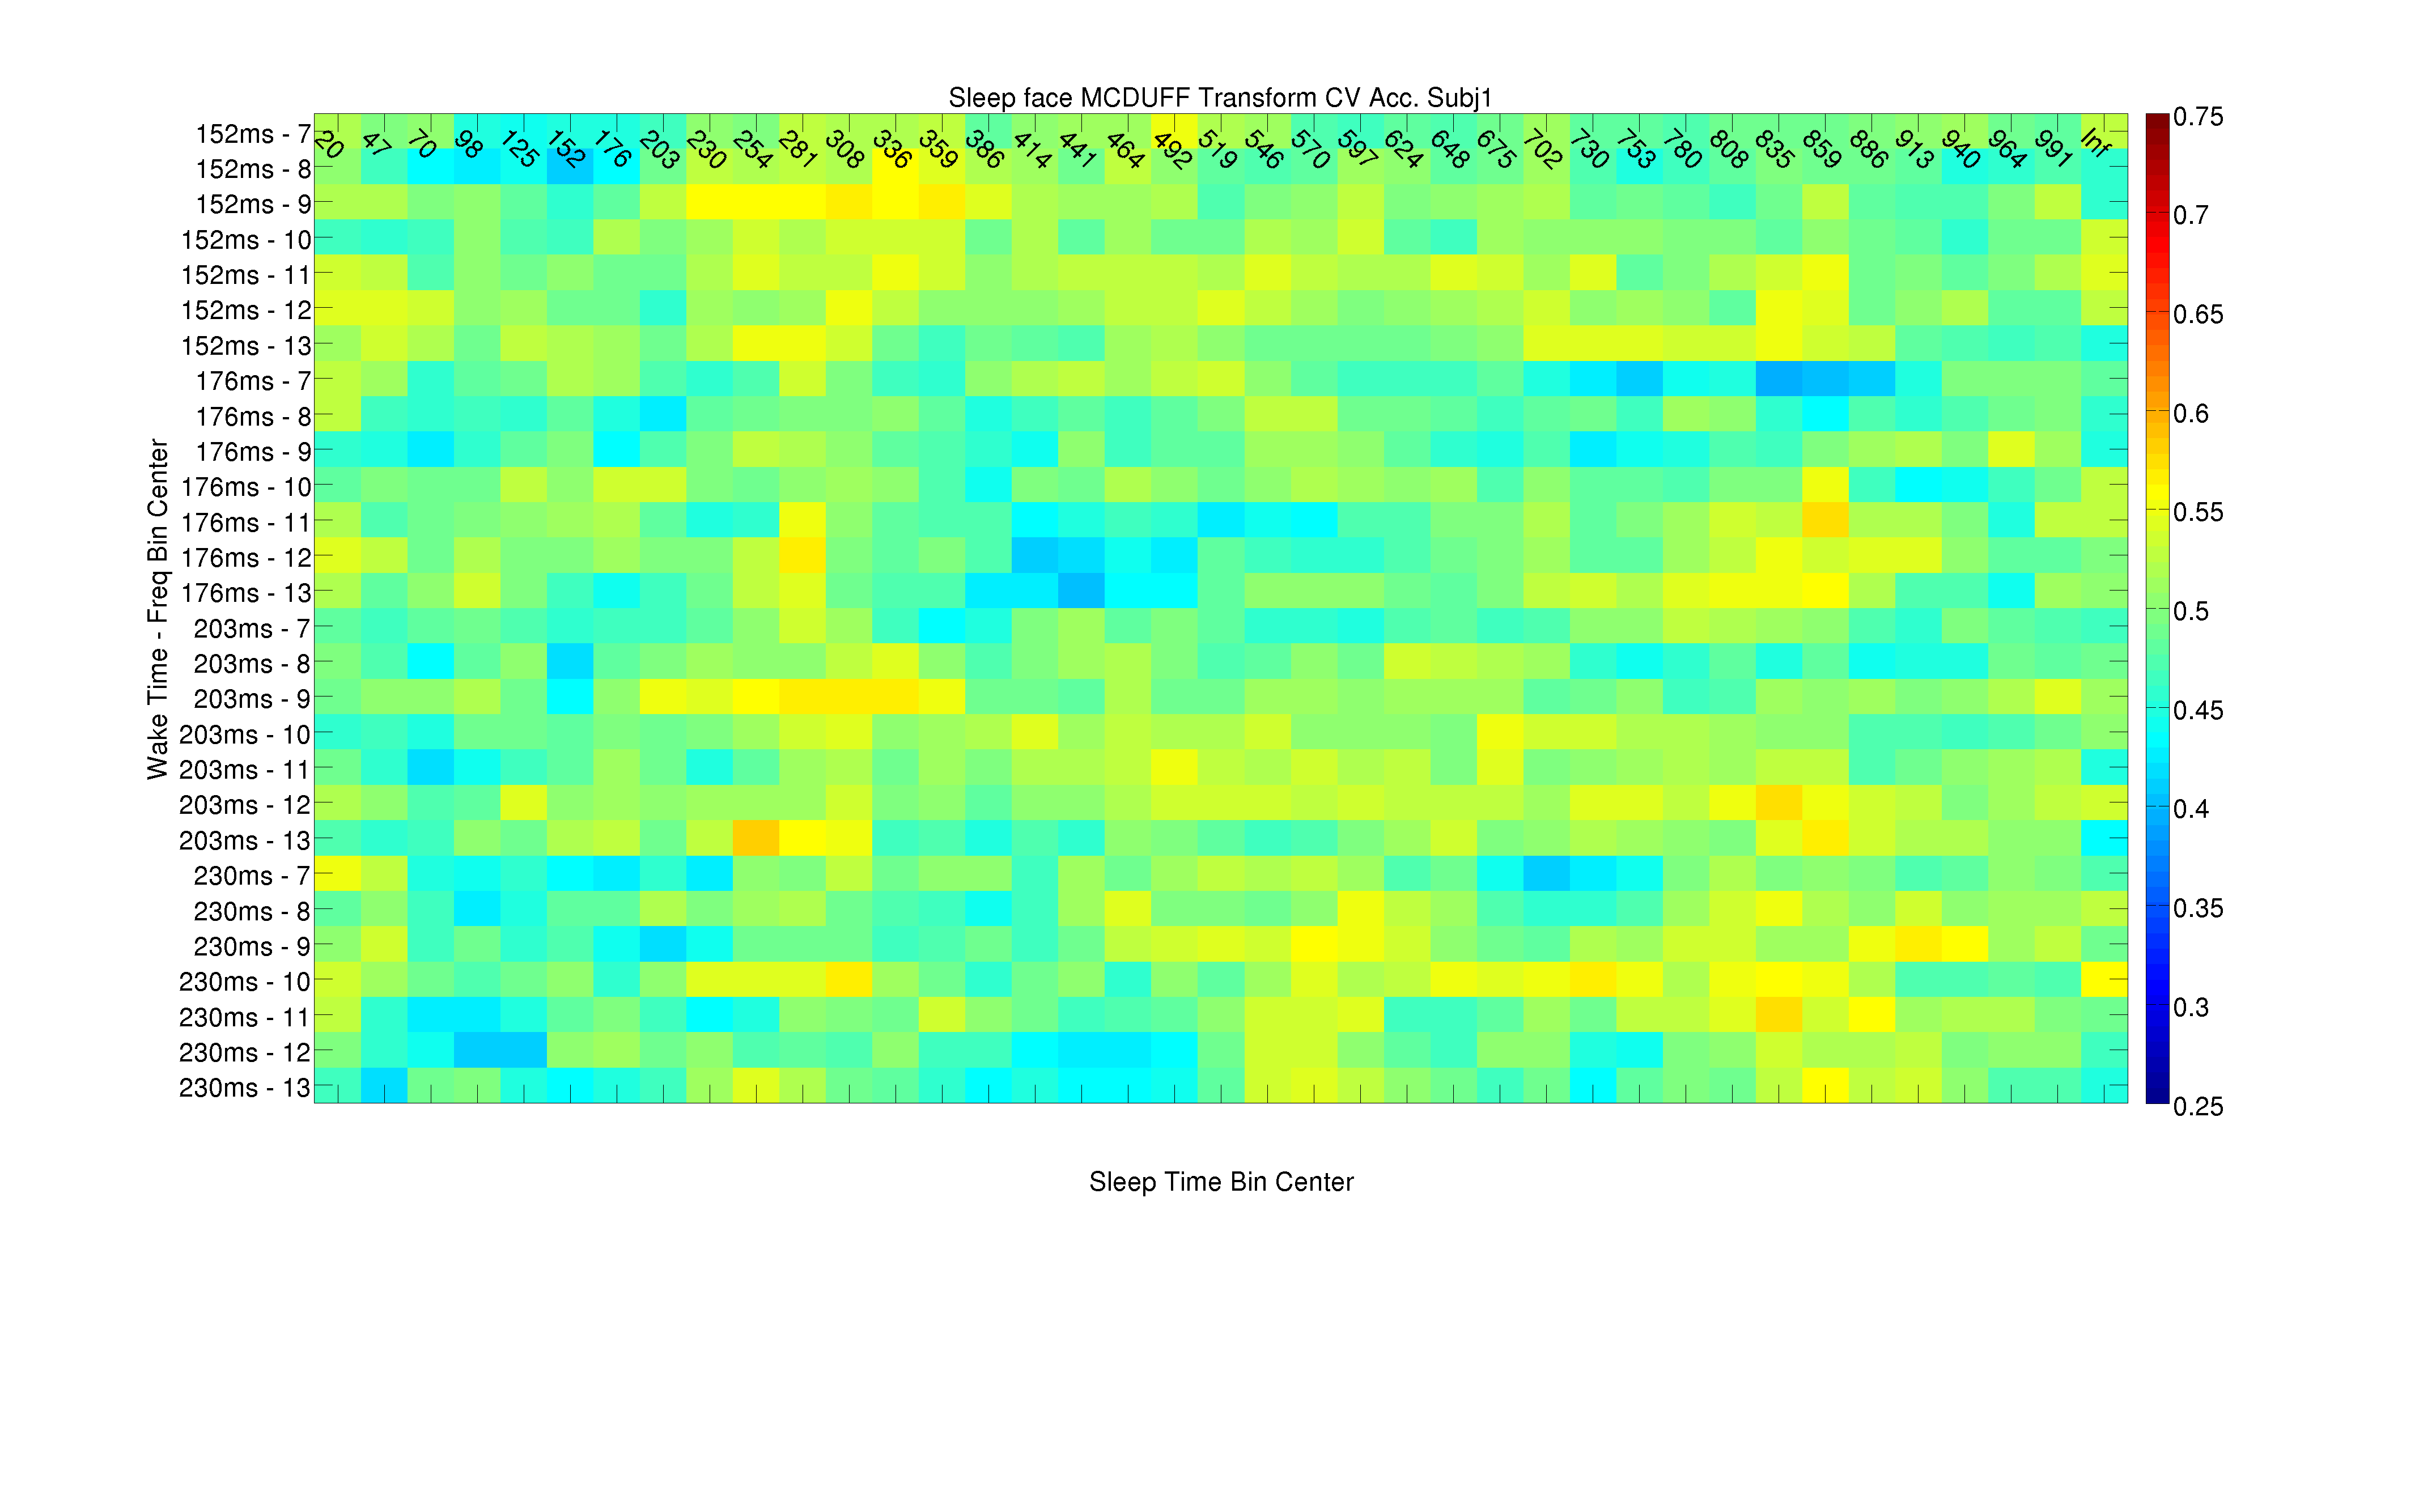 Sleep face MCDUFF Transform CV Acc. Subj1
20 47 70 98 125 152 176 203 230 254 281 308 336 359 386 414 441 464 492 519 546 570 597 624 648 675 702 730 753 780 808 835 859 886 913 940 964 991 Inf
152ms - 7
152ms - 8
152ms - 9
152ms - 10
152ms - 11
152ms - 12
152ms - 13
176ms - 7
176ms - 8
176ms - 9
176ms - 10
176ms - 11
176ms - 12
176ms - 13
203ms - 7
203ms - 8
203ms - 9
203ms - 10
203ms - 11
203ms - 12
203ms - 13
230ms - 7
230ms - 8
230ms - 9
230ms - 10
230ms - 11
230ms - 12
230ms - 13
Wake Time - Freq Bin Center
0.75
0.7
0.65
0.6
0.55
0.5
0.45
0.4
0.35
0.3
0.25
Sleep Time Bin Center